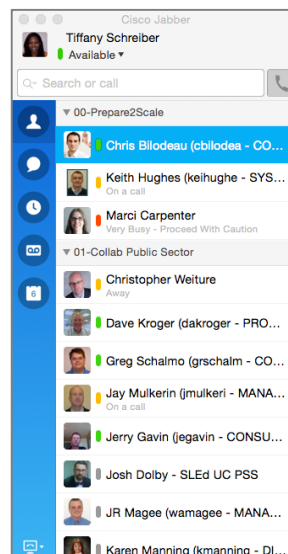 Cisco Jabber
Tiffany Schreiber
Available
Search or call
00-Prepare2Scale
Chris Bilodeau (cbilodea - CO...
Keith Hughes (keihughe - SYS...
On a call
Marci Carpenter
Very Busy - Proceed With Caution
01-Collab Public Sector
Christopher Weiture
Away
Dave Kroger (dakroger - PRO...
Greg Schalmo (grschalm - CO...
Jay Mulkerin (jmulkeri - MANA...
On a call
Jerry Gavin (jegavin - CONSU...
Josh Dolby - SLEd UC PSS
6
JR Magee (wamagee - MANA...
Karen Manning (kmanning - DI...